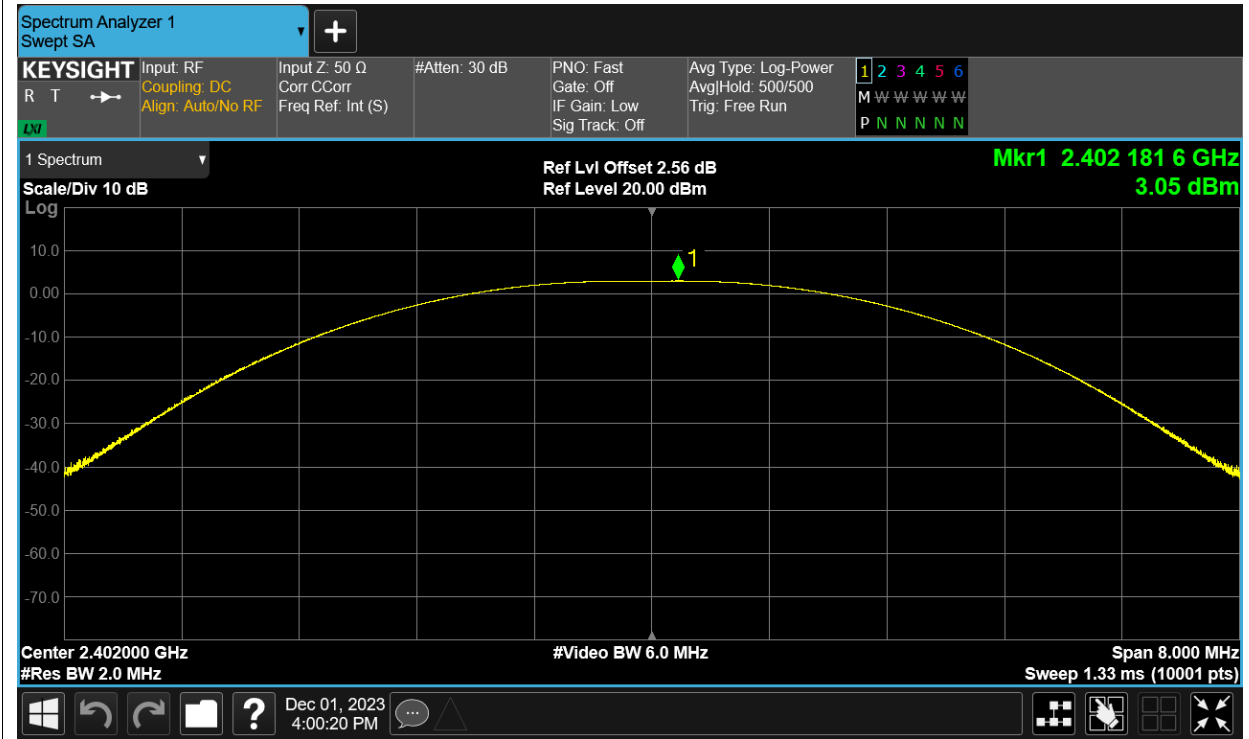 Spectrum Analyzer 1
Swept SA
+
KEYSIGHT
R T
LXI
Input: RF
Coupling: DC
Align: Auto/No RF
Input Z: 50 Ω
Corr CCorr
Freq Ref: Int (S)
#Atten: 30 dB
PNO: Fast
Gate: Off
IF Gain: Low
Sig Track: Off
Avg Type: Log-Power
Avg|Hold: 500/500
Trig: Free Run
1 2 3 4 5 6
M W W W W W
P N N N N N
1 Spectrum
Scale/Div 10 dB
Log
Ref Lvl Offset 2.56 dB
Ref Level 20.00 dBm
Mkr1 2.402 181 6 GHz
3.05 dBm
1
10.0
0.00
-10.0
-20.0
-30.0
-40.0
-50.0
-60.0
-70.0
Center 2.402000 GHz
#Res BW 2.0 MHz
#Video BW 6.0 MHz
Span 8.000 MHz
Sweep 1.33 ms (10001 pts)
?
Dec 01, 2023
4:00:20 PM